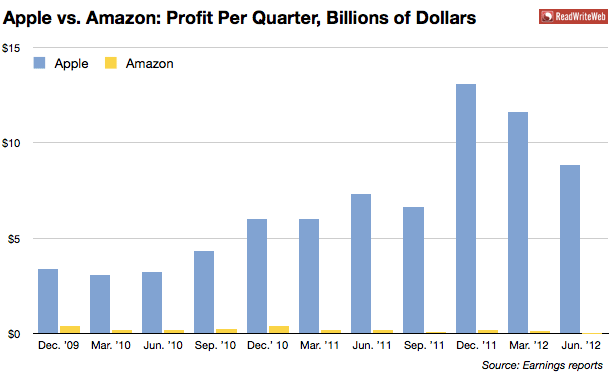 Apple vs. Amazon: Profit Per Quarter, Billions of Dollars
ReadWriteWeb
$15
Apple Amazon
$10
$5
$0
Dec. '09 Mar. '10 Jun. '10 Sep. '10 Dec.' 10 Mar. '11 Jun. '11 Sep. '11 Dec. '11 Mar. '12 Jun. '12
Source: Earnings reports